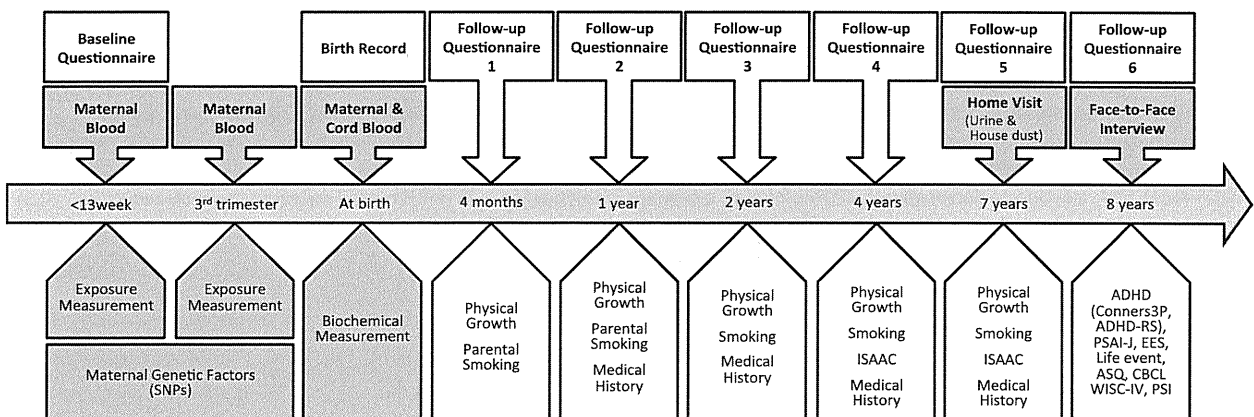 Baseline
Questionnaire
Birth Record
Follow-up
Questionnaire
1
Follow-up
Questionnaire
2
Follow-up
Questionnaire
3
Follow-up
Questionnaire
4
Follow-up
Questionnaire
5
Follow-up
Questionnaire
6
Maternal
Blood
Maternal
Blood
Maternal &
Cord Blood
Home Visit
(Urine &
House dust)
Face-to-Face
Interview
<13week
3rd trimester
At birth
4 months
1 year
2 years
4 years
7 years
8 years
Exposure
Measurement
Exposure
Measurement
Maternal Genetic Factors
(SNPs)
Biochemical
Measurement
Physical
Growth
Parental
Smoking
Physical
Growth
Parental
Smoking
Medical
History
Physical
Growth
Smoking
Medical
History
Physical
Growth
Smoking
ISAAC
Medical
History
Physical
Growth
Smoking
ISAAC
Medical
History
ADHD
(Conners3P,
ADHD-RS),
PSAI-J, EES,
Life event,
ASQ, CBCL
WISC-IV, PSI